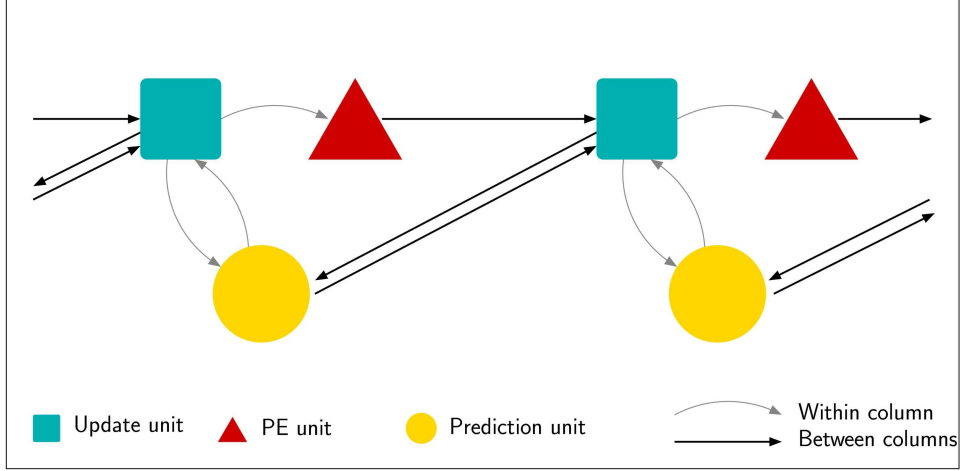 Update unit
PE unit
Prediction unit
Within column
Between columns